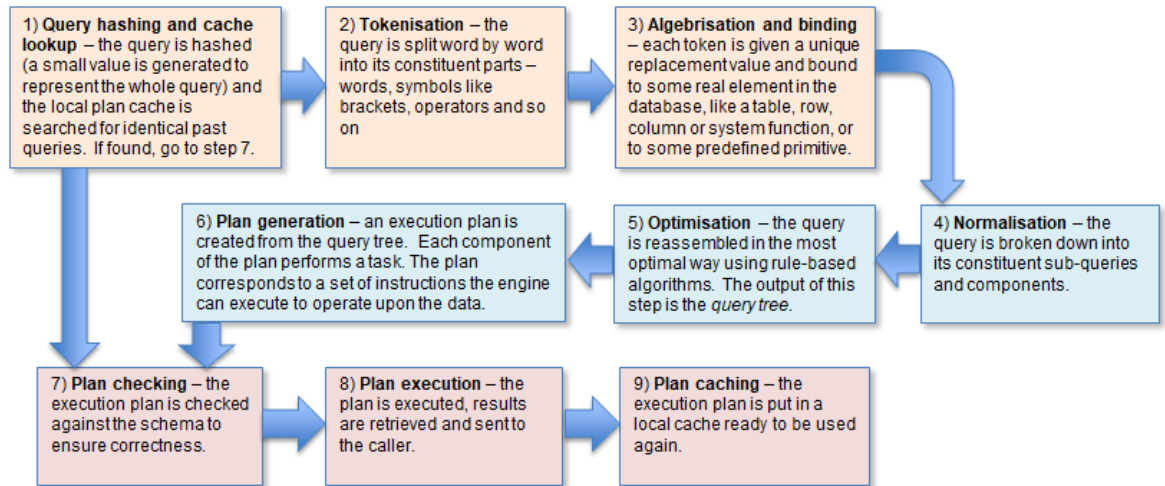 1) Query hashing and cache
lookup – the query is hashed
(a small value is generated to
represent the whole query) and
the local plan cache is
searched for identical past
queries. If found, go to step 7.
2) Tokenisation – the
query is split word by word
into its constituent parts –
words, symbols like
brackets, operators and so
on
3) Algebrisation and binding
– each token is given a unique
replacement value and bound
to some real element in the
database, like a table, row,
column or system function, or
to some predefined primitive.
4) Normalisation – the
query is broken down into
its constituent sub-queries
and components.
5) Optimisation – the query
is reassembled in the most
optimal way using rule-based
algorithms. The output of this
step is the query tree.
6) Plan generation – an execution plan is
created from the query tree. Each component
of the plan performs a task. The plan
corresponds to a set of instructions the engine
can execute to operate upon the data.
7) Plan checking – the
execution plan is checked
against the schema to
ensure correctness.
8) Plan execution – the
plan is executed, results
are retrieved and sent to
the caller.
9) Plan caching – the
execution plan is put in a
local cache ready to be used
again.